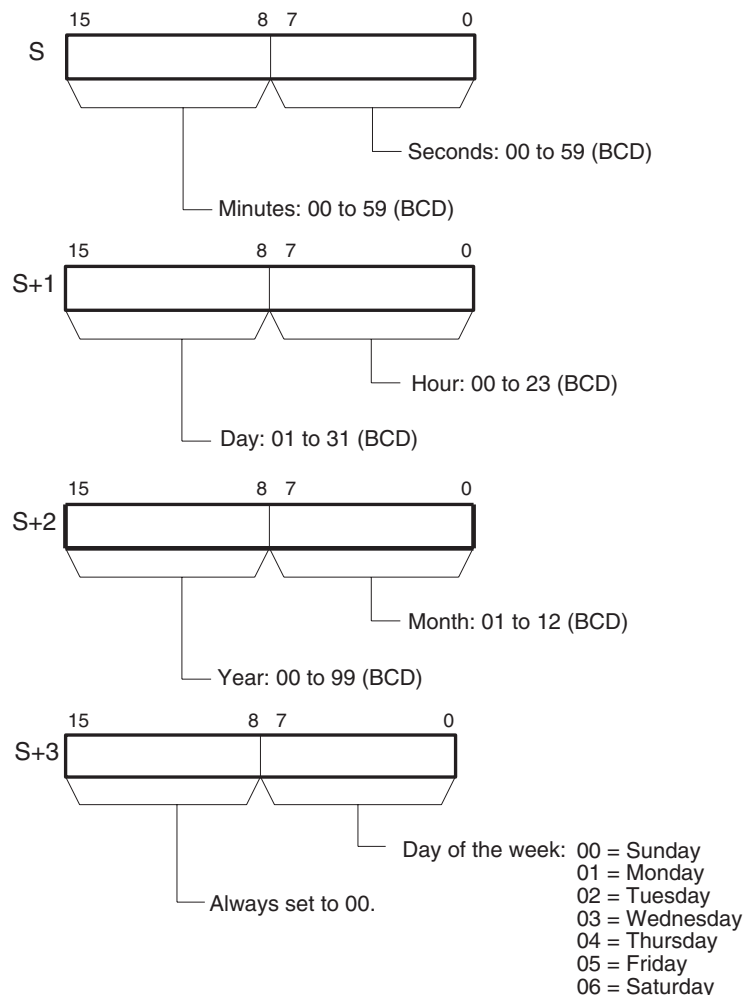 15 8 7 0
S
Seconds: 00 to 59 (BCD)
Minutes: 00 to 59 (BCD)
15 8 7 0
S+1
Hour: 00 to 23 (BCD)
Day: 01 to 31 (BCD)
15 8 7 0
S+2
Month: 01 to 12 (BCD)
Year: 00 to 99 (BCD)
15 8 7 0
S+3
Day of the week: 00 = Sunday
01 = Monday
02 = Tuesday
03 = Wednesday
Always set to 00.
04 = Thursday
05 = Friday
06 = Saturday